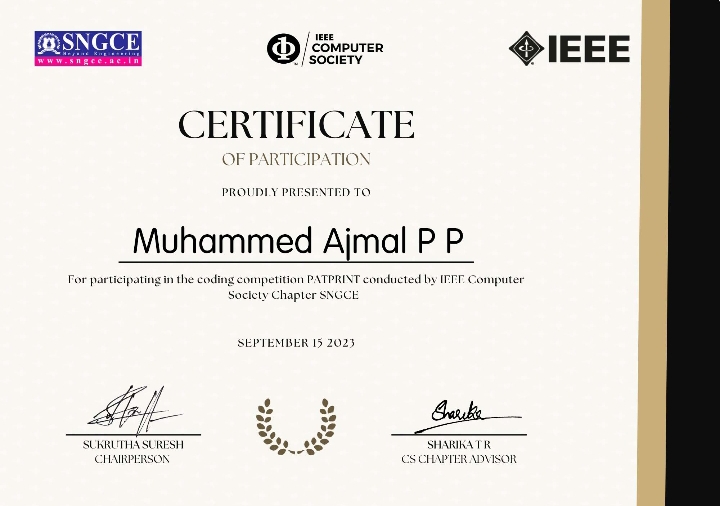 SNGCE
Beyond Engineering
www.sngce.ac.in
IEEE
COMPUTER
SOCIETY
IEEE
CERTIFICATE
OF PARTICIPATION
PROUDLY PRESENTED TO
Muhammed Ajmal P P
For participating in the coding competition PATPRINT conducted by IEEE Computer
Society Chapter SNGCE
SEPTEMBER 15 2023
Sharika
SUKRUTHA SURESH
CHAIRPERSON
SHARIKA T R
CS CHAPTER ADVISOR